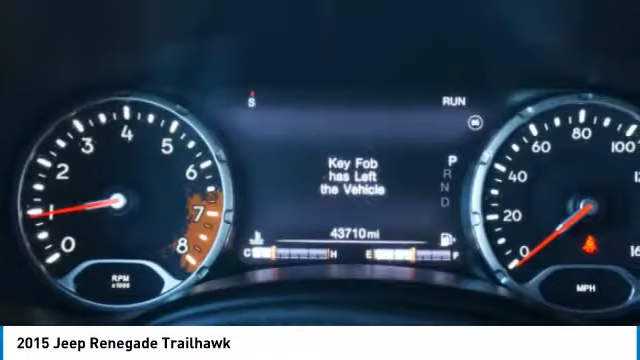 S
RUN
Key Fob
has Left
the Vehicle
P
R
N
D
43710 mi
C H
E F
0 1 2 3 4 5 6 7 8
RPM
x1000
0 20 40 60 80 100
MPH
2015 Jeep Renegade Trailhawk